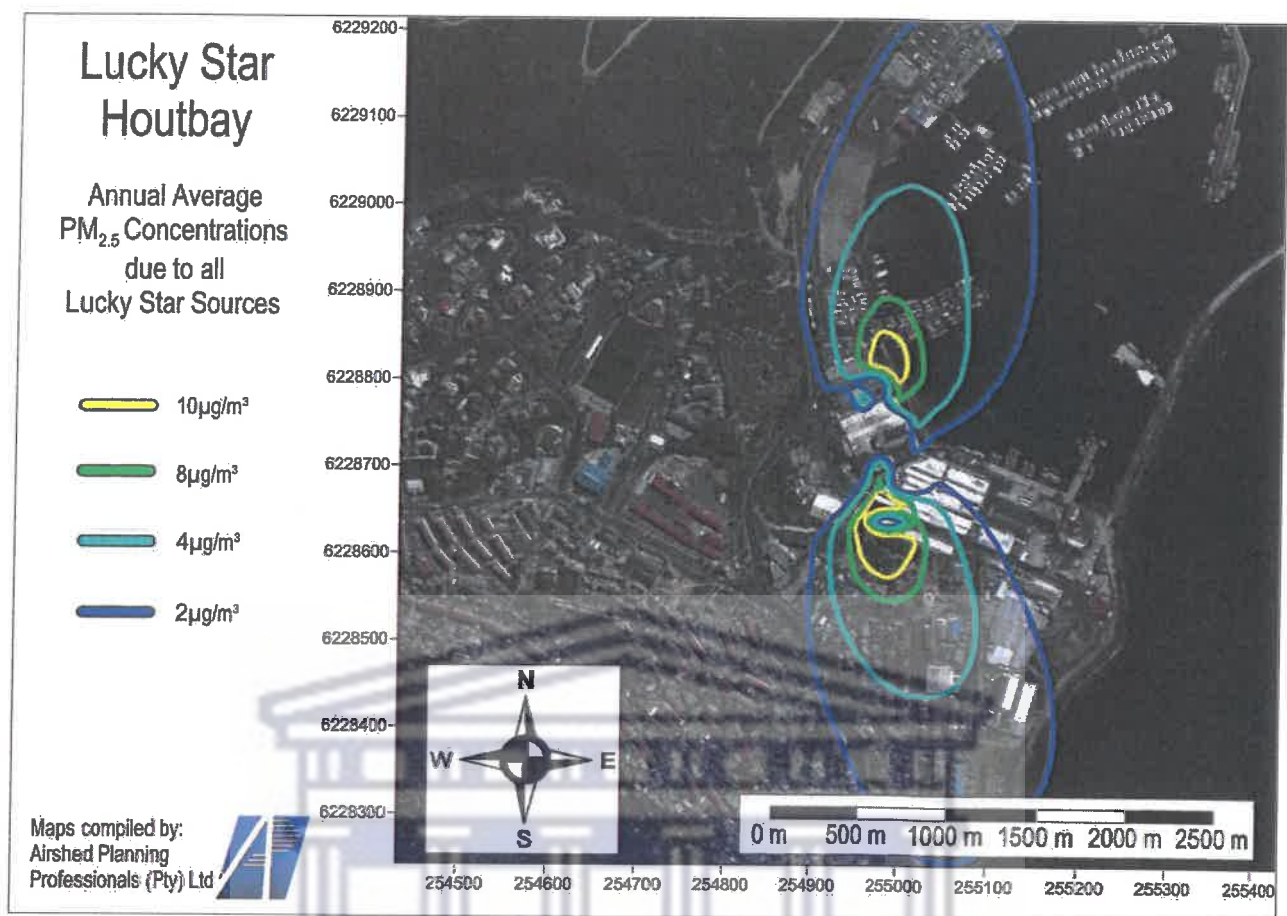 Lucky Star
Houtbay
Annual Average
PM2.5 Concentrations
due to all
Lucky Star Sources
10µg/m³
8µg/m³
4µg/m³
2µg/m³
Maps compiled by:
Airshed Planning
Professionals (Pty) Ltd
6229200
6229100
6229000
6228900
6228800
6228700
6228600
6228500
6228400
6228300
N
W E
S
0 m 500 m 1000 m 1500 m 2000 m 2500 m
254500 254600 254700 254800 254900 255000 255100 255200 255300 255400